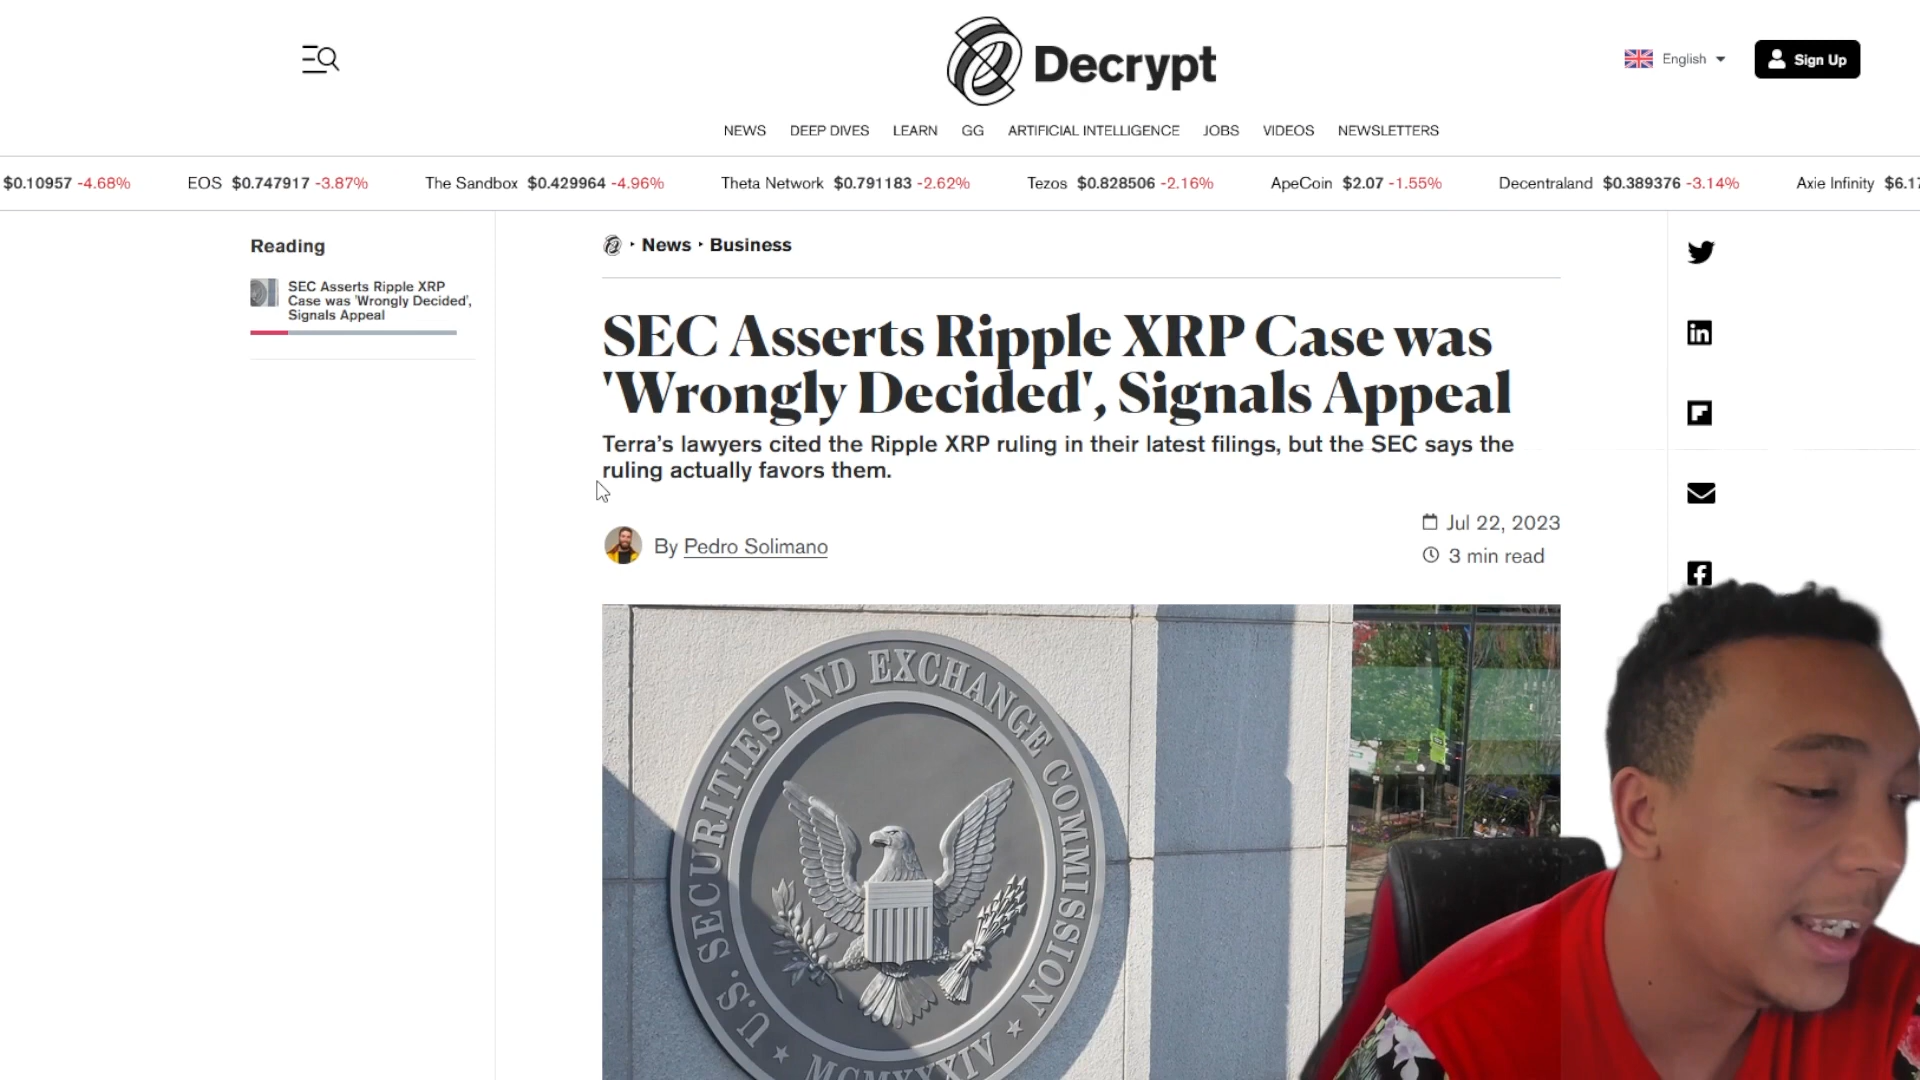 Decrypt
English
Sign Up
NEWS DEEP DIVES LEARN GG ARTIFICIAL INTELLIGENCE JOBS VIDEOS NEWSLETTERS
$0.10957 -4.68% EOS $0.747917 -3.87% The Sandbox $0.429964 -4.96% Theta Network $0.791183 -2.62% Tezos $0.828506 -2.16% ApeCoin $2.07 -1.55% Decentraland $0.389376 -3.14% Axie Infinity $6.17
Reading
SEC Asserts Ripple XRP
Case was 'Wrongly Decided',
Signals Appeal
News Business
SEC Asserts Ripple XRP Case was
'Wrongly Decided', Signals Appeal
Terra's lawyers cited the Ripple XRP ruling in their latest filings, but the SEC says the
ruling actually favors them.
By Pedro Solimano
Jul 22, 2023
3 min read
U.S. SECURITIES AND EXCHANGE COMMISSION
MCMXXXIV